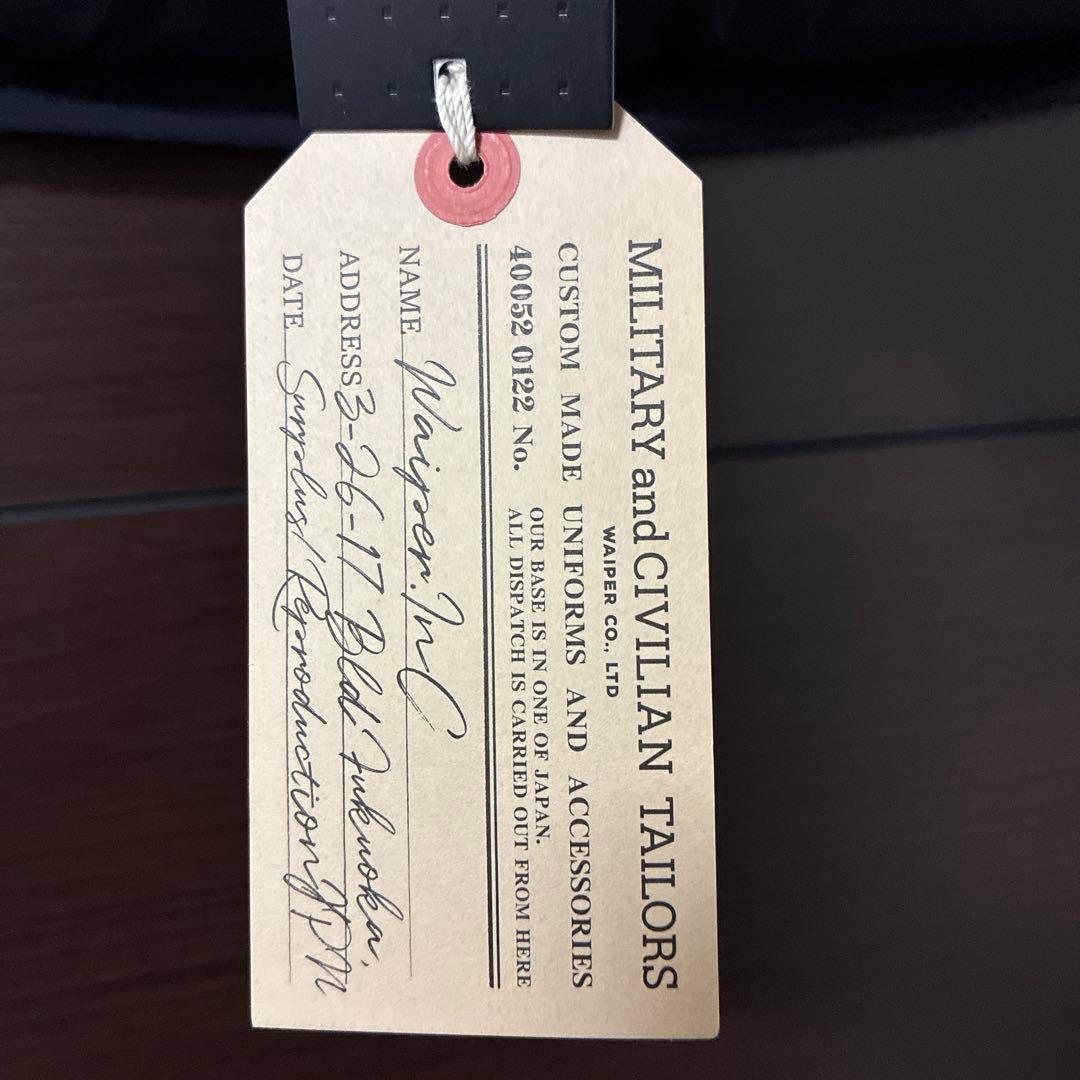 MILITARY and CIVILIAN TAILORS
WAIPER CO., LTD
CUSTOM MADE UNIFORMS AND ACCESSORIES
40052 0122 No.
OUR BASE IS IN ONE OF JAPAN.
ALL DISPATCH IS CARRIED OUT FROM HERE
NAME Waiper.Inc
ADDRESS 3-26-17 Bld. Fukuoka.
DATE Surplus/Reproduction JPN